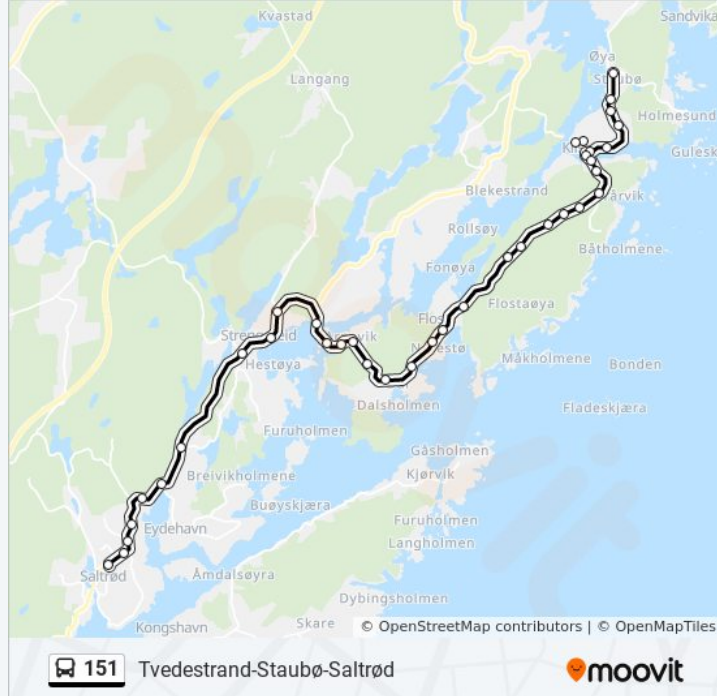 Kvastad
Sandvika
Øya
Staubø
Langang
Holmesund
Gulesk
Blekestrand
Rollsøy
Båtholmene
Fonøya
Flostaøya
Hestøya
Måkholmene
Bonden
Dalsholmen
Fladeskjæra
Furuholmen
Gåsholmen
Kjørvik
Breivikholmene
Buøyskjæra
Furuholmen
Eydehavn
Langholmen
Saltrød
Åmdalsøyra
Dybingsholmen
Skare
Kongshavn
© OpenStreetMap contributors | © OpenMapTiles
151 Tvedestrand-Staubø-Saltrød
moovit